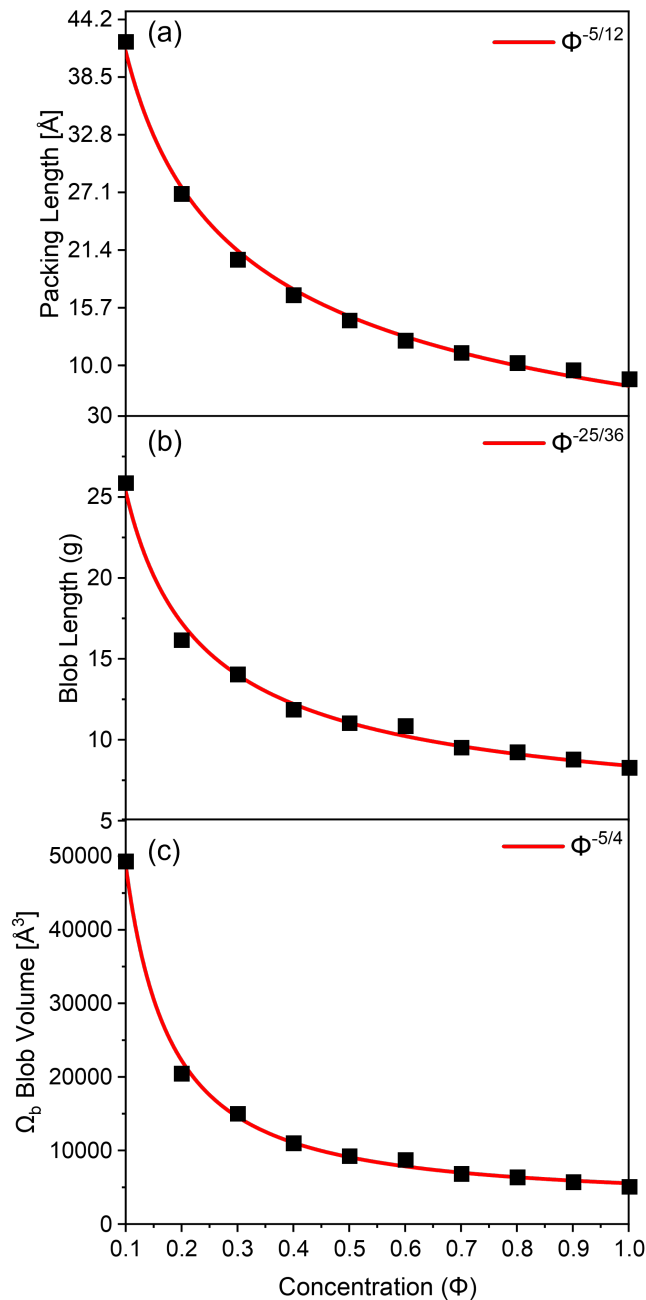 (a)
Φ-5/12
44.2
38.5
32.8
27.1
21.4
15.7
10.0
Packing Length [Å]
(b)
Φ-25/36
30
25
20
15
10
5
Blob Length (g)
(c)
Φ-5/4
50000
40000
30000
20000
10000
0
Ωb Blob Volume [Å3]
0.1 0.2 0.3 0.4 0.5 0.6 0.7 0.8 0.9 1.0
Concentration (Φ)